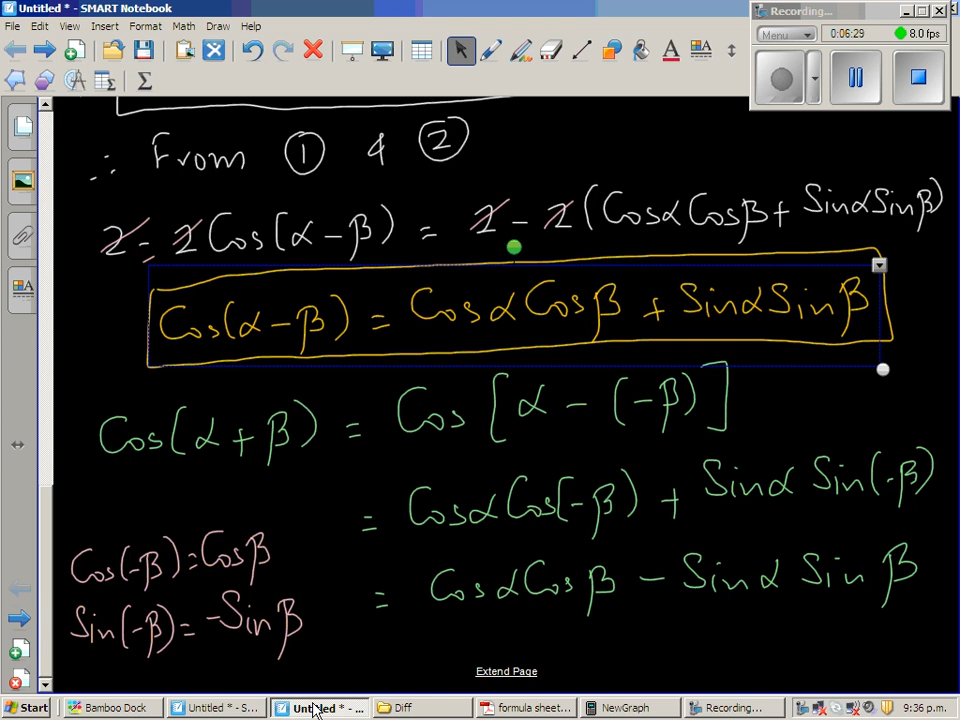 Untitled * - SMART Notebook
File Edit View Insert Format Math Draw Help
Recording...
Menu 0:06:29 8.0 fps
∴ From ① & ②
2 - 2Cos(α-β) = 2 - 2(CosαCosβ + SinαSinβ)
Cos(α-β) = CosαCosβ + SinαSinβ
Cos(α+β) = Cos[α-(-β)]
= CosαCos(-β) + Sinα Sin(-β)
Cos(-β)=Cosβ
= CosαCosβ - Sinα Sinβ
Sin(-β)= -Sinβ
Extend Page
Start Bamboo Dock Untitled * - S... Untitled * - ... Diff formula sheet... NewGraph Recording... 9:36 p.m.